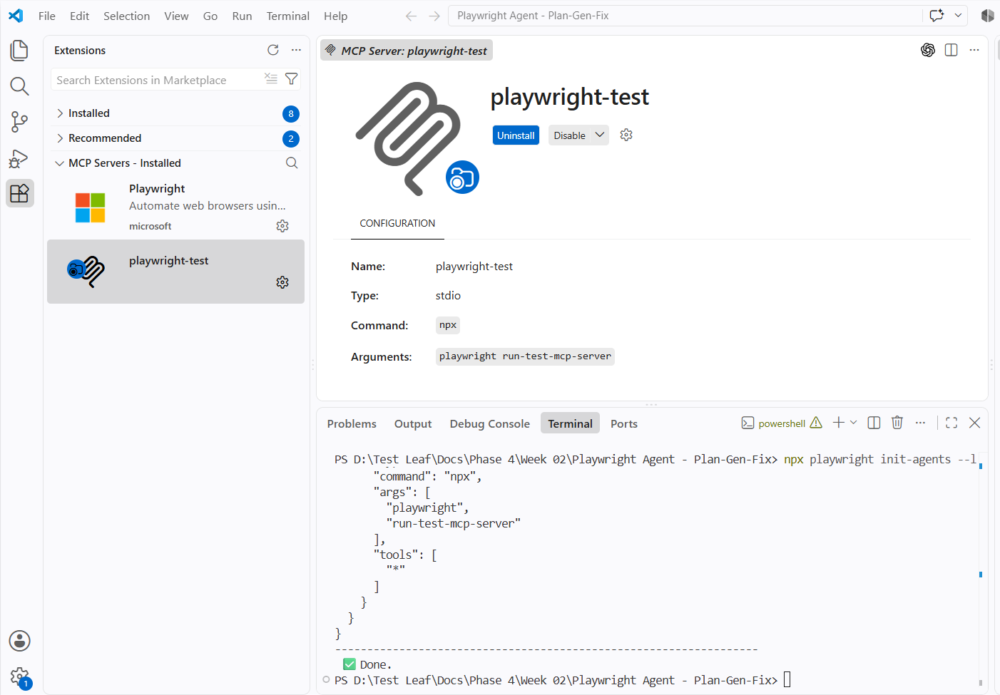 File Edit Selection View Go Run Terminal Help
Playwright Agent - Plan-Gen-Fix
Extensions
Search Extensions in Marketplace
Installed 8
Recommended 2
MCP Servers - Installed
Playwright
Automate web browsers usin...
microsoft
playwright-test
1
MCP Server: playwright-test
playwright-test
Uninstall Disable
CONFIGURATION
Name: playwright-test
Type: stdio
Command: npx
Arguments: playwright run-test-mcp-server
Problems Output Debug Console Terminal Ports powershell
PS D:\Test Leaf\Docs\Phase 4\Week 02\Playwright Agent - Plan-Gen-Fix> npx playwright init-agents --l
"command": "npx",
"args": [
"playwright",
"run-test-mcp-server"
],
"tools": [
"*"
]
}
}
}
------------------------------------------------------------------
✅ Done.
PS D:\Test Leaf\Docs\Phase 4\Week 02\Playwright Agent - Plan-Gen-Fix>